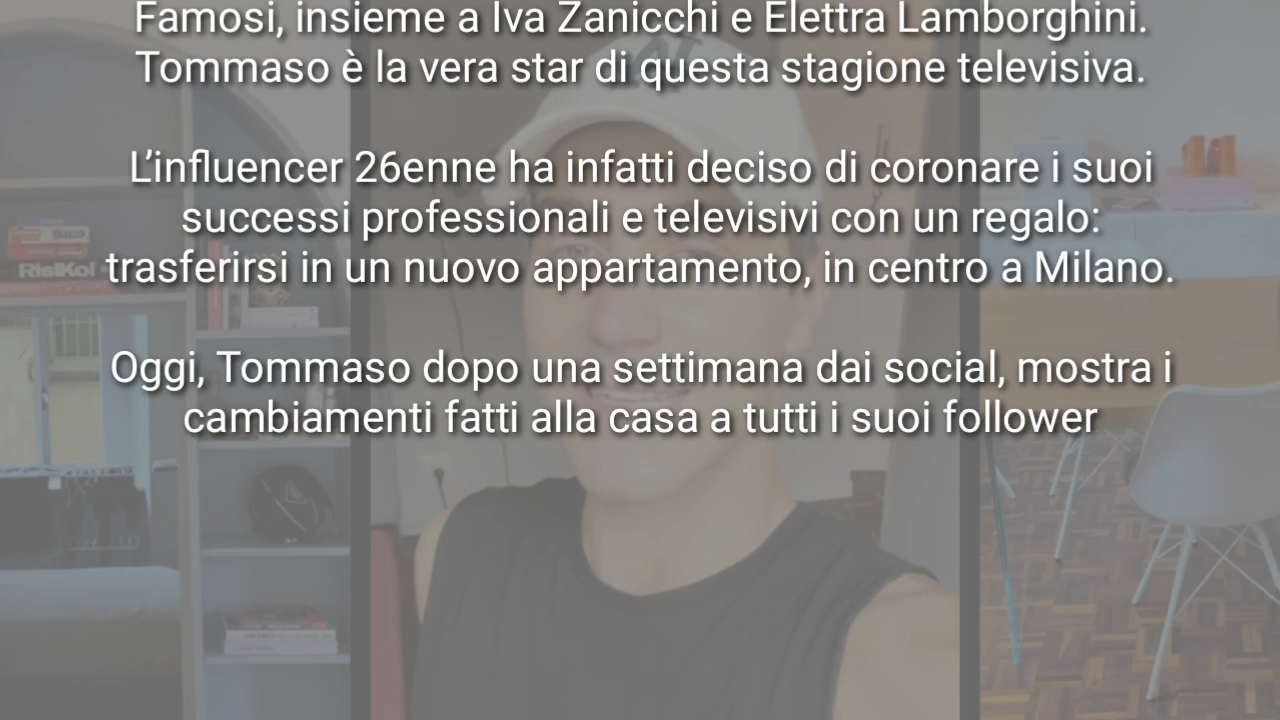 Famosi, insieme a Iva Zanicchi e Elettra Lamborghini.
Tommaso è la vera star di questa stagione televisiva.
L’influencer 26enne ha infatti deciso di coronare i suoi
successi professionali e televisivi con un regalo:
trasferirsi in un nuovo appartamento, in centro a Milano.
Oggi, Tommaso dopo una settimana dai social, mostra i
cambiamenti fatti alla casa a tutti i suoi follower
RisiKo!